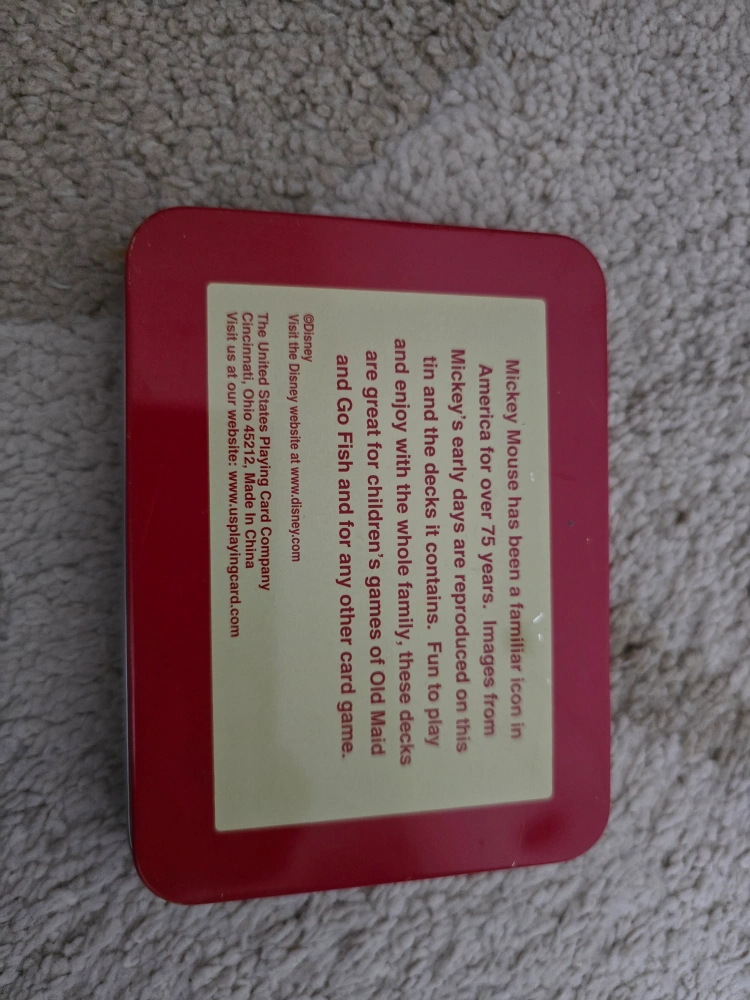 Mickey Mouse has been a familiar icon in
America for over 75 years. Images from
Mickey's early days are reproduced on this
tin and the decks it contains. Fun to play
and enjoy with the whole family, these decks
are great for children's games of Old Maid
and Go Fish and for any other card game.
©Disney
Visit the Disney website at www.disney.com
The United States Playing Card Company
Cincinnati, Ohio 45212, Made In China
Visit us at our website: www.usplayingcard.com